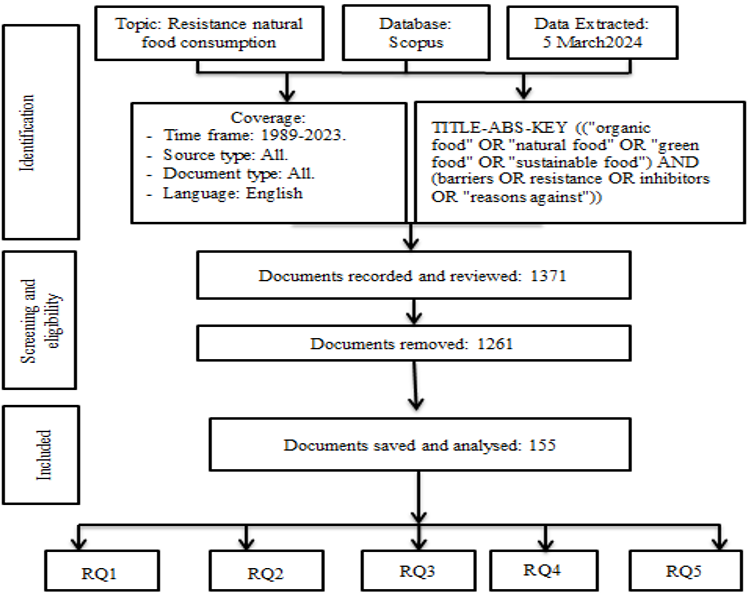 Topic: Resistance natural
food consumption
Database:
Scopus
Data Extracted:
5 March2024
Identification
Coverage:
- Time frame: 1989-2023.
- Source type: All.
- Document type: All.
- Language: English
TITLE-ABS-KEY (("organic
food" OR "natural food" OR "green
food" OR "sustainable food") AND
(barriers OR resistance OR inhibitors
OR "reasons against"))
Screening and
eligibility
Documents recorded and reviewed: 1371
Documents removed: 1261
Included
Documents saved and analysed: 155
RQ1
RQ2
RQ3
RQ4
RQ5